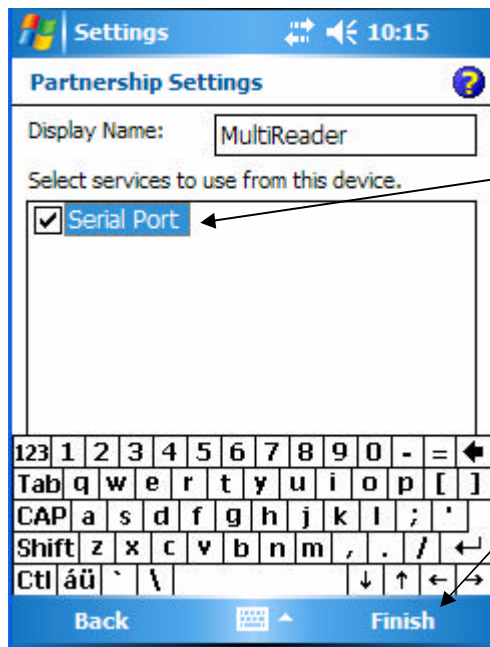 Settings 10:15
Partnership Settings ?
Display Name: MultiReader
Select services to use from this device.
Serial Port
123 1 2 3 4 5 6 7 8 9 0 - =
Tab q w e r t y u i o p [ ]
CAP a s d f g h j k l ; '
Shift z x c v b n m , . /
Ctl áü ` \ ↓ ↑ ← →
Back Finish